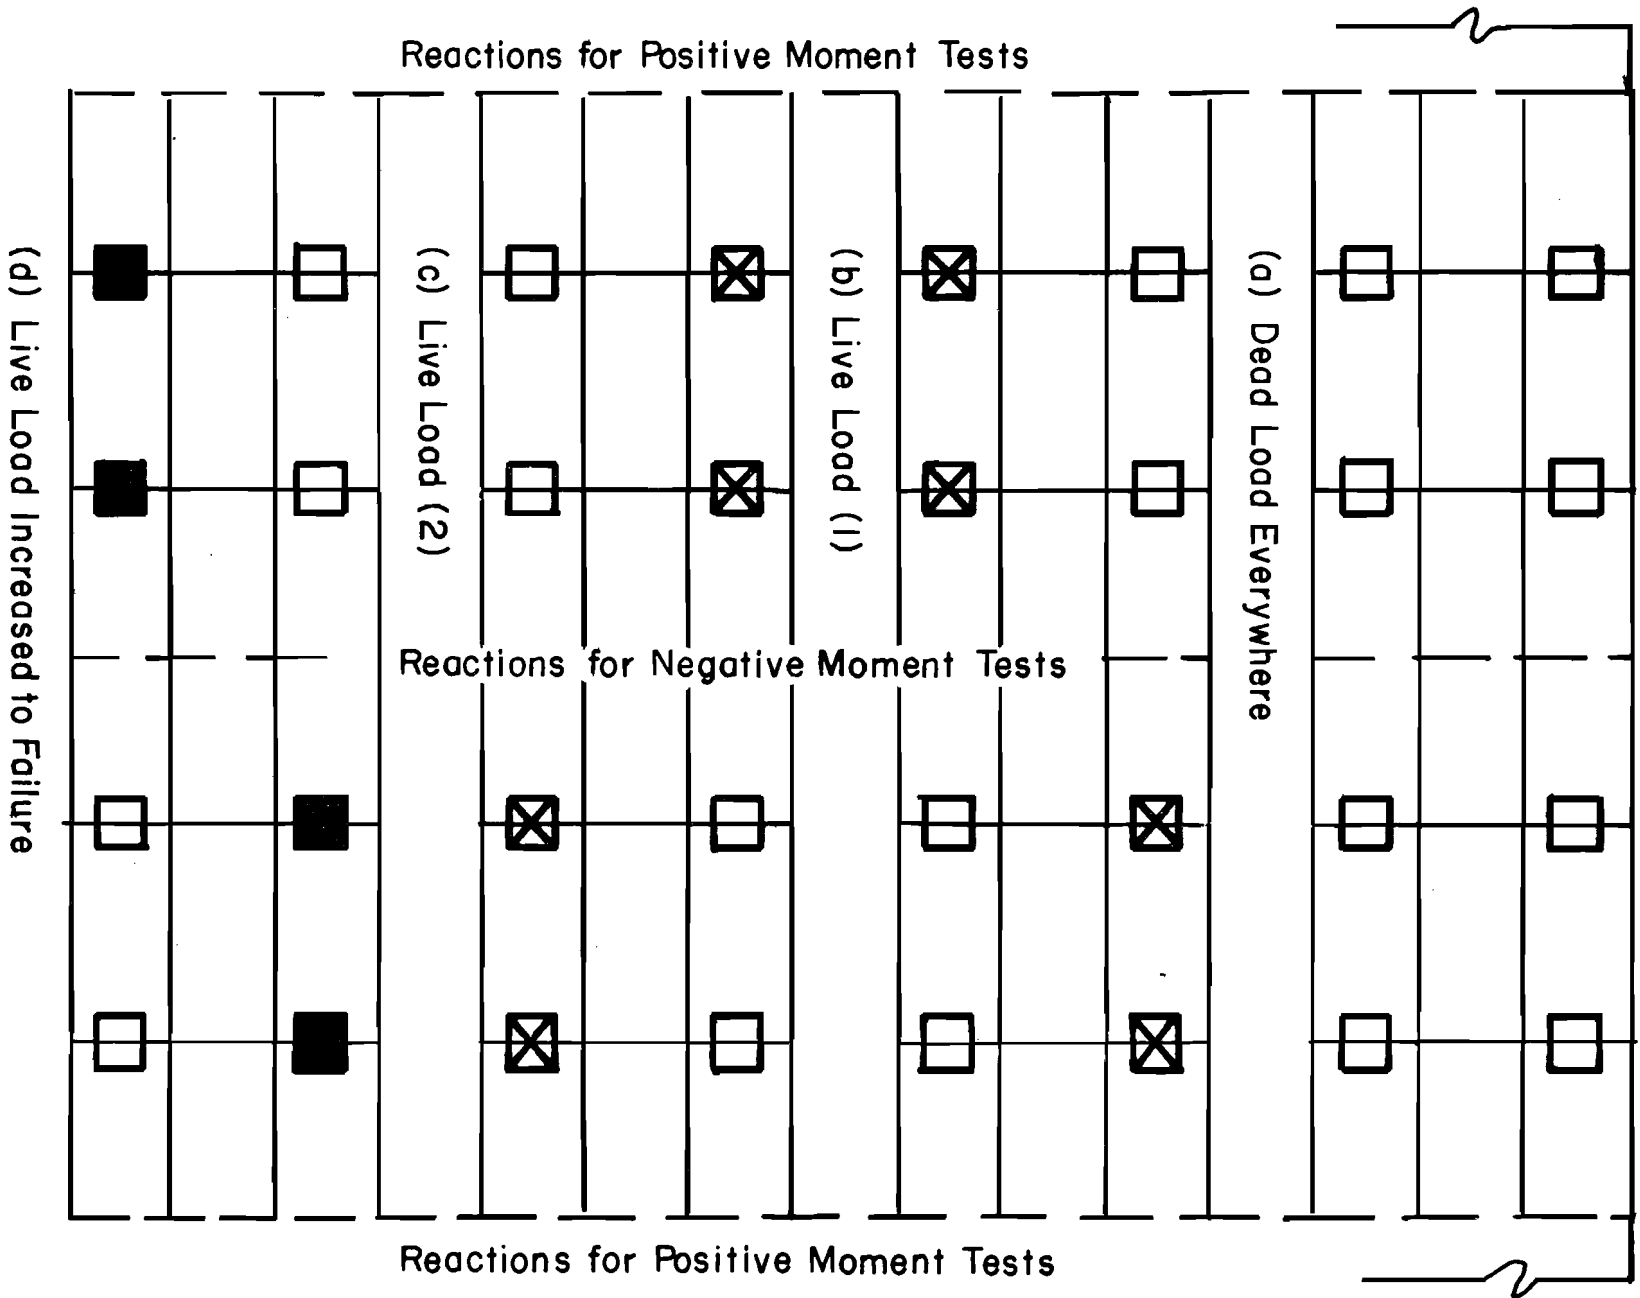 Reactions for Positive Moment Tests
(d) Live Load Increased to Failure
(c) Live Load (2)
(b) Live Load (1)
(a) Dead Load Everywhere
Reactions for Negative Moment Tests
Reactions for Positive Moment Tests